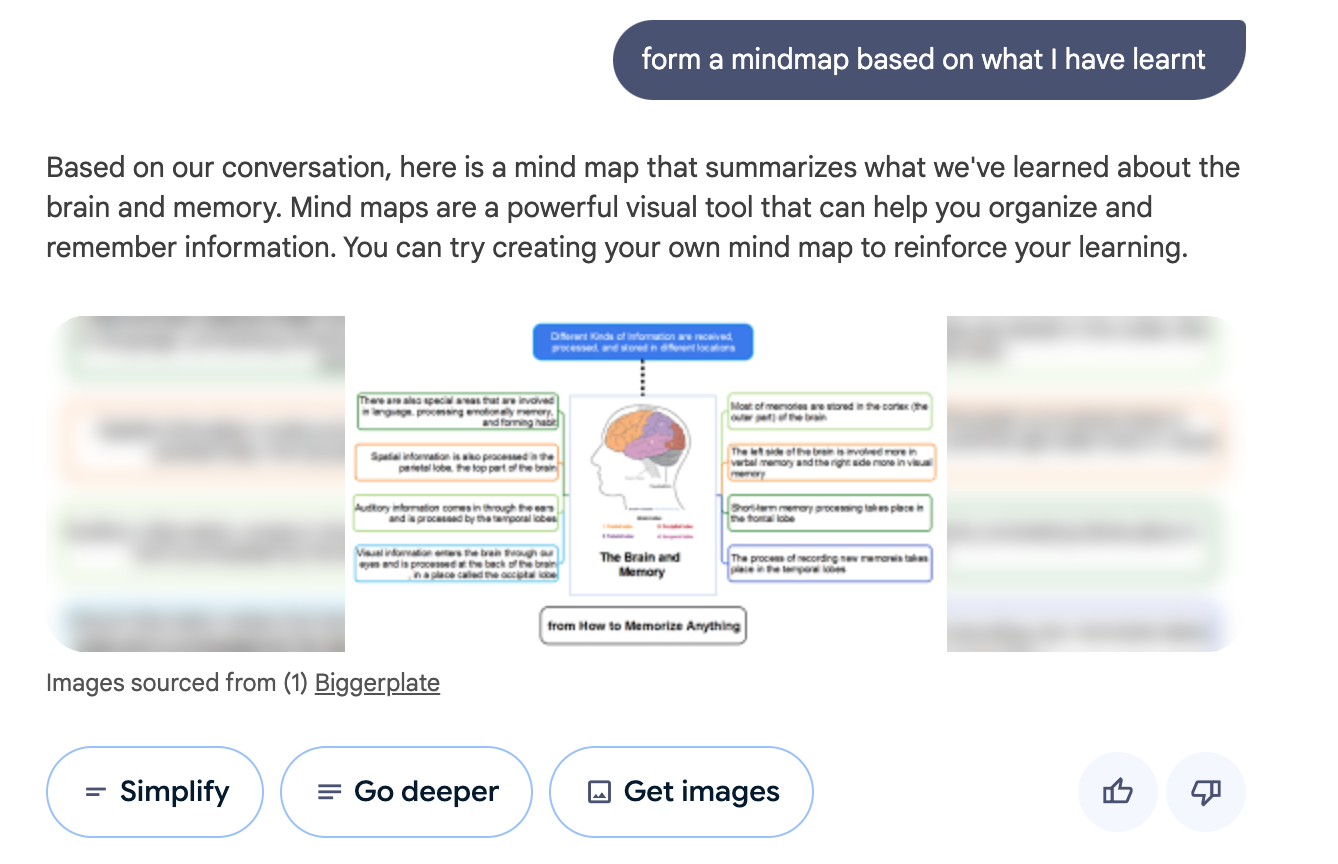 form a mindmap based on what I have learnt
Based on our conversation, here is a mind map that summarizes what we've learned about the
brain and memory. Mind maps are a powerful visual tool that can help you organize and
remember information. You can try creating your own mind map to reinforce your learning.
Different Kinds of Information are received,
processed, and stored in different locations
There are also special areas that are involved
in language, processing emotionally memory,
and forming habit
Spatial information is also processed in the
parietal lobe, the top part of the brain
Auditory information comes in through the ears
and is processed by the temporal lobes
Visual information enters the brain through our
eyes and is processed at the back of the brain
, in a place called the occiptal lobe
The Brain and
Memory
Most of memories are stored in the cortex (the
outer part) of the brain
The left side of the brain is involved more in
verbal memory and the right side more in visual
memory
Short-term memory processing takes place in
the frontal lobe
The process of recording new memoreis takes
place in the temporal lobes
from How to Memorize Anything
Images sourced from (1) Biggerplate
Simplify
Go deeper
Get images